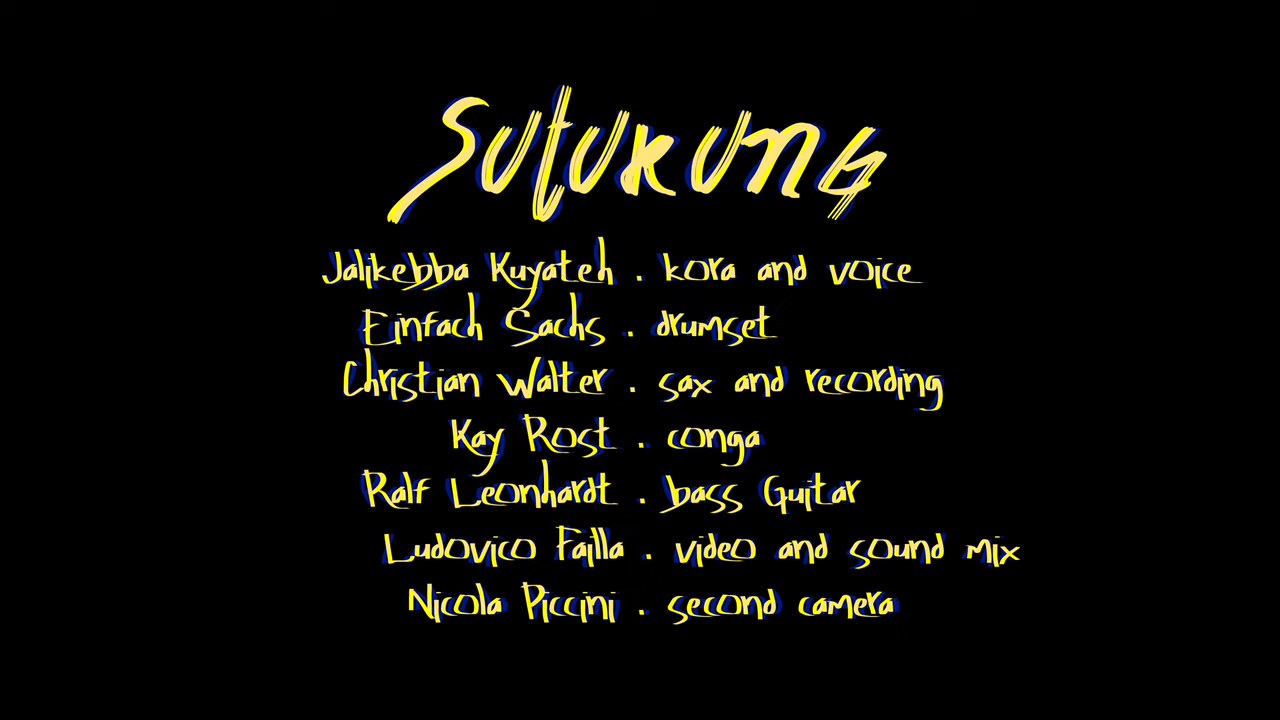 Sutukung
Jalikebba Kuyateh . kora and voice
Einfach Sachs . drumset
Christian Walter . sax and recording
Kay Rost . conga
Ralf Leonhardt . bass Guitar
Ludovico Failla . video and sound mix
Nicola Piccini . second camera